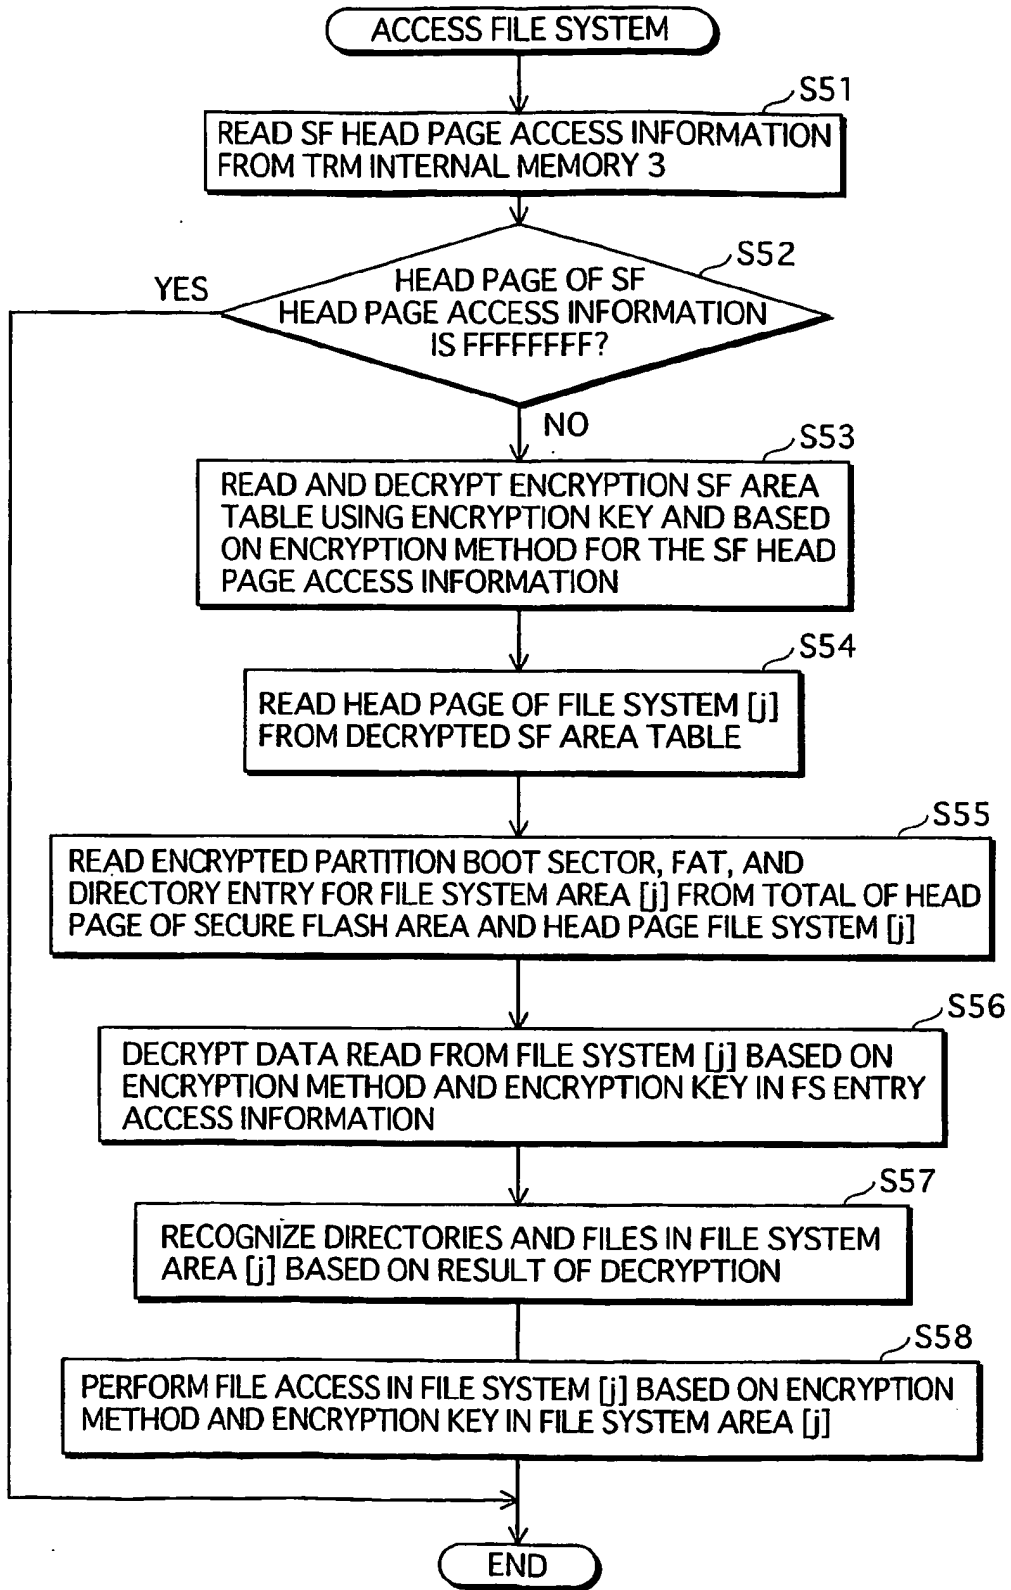 ACCESS FILE SYSTEM
S51
READ SF HEAD PAGE ACCESS INFORMATION
FROM TRM INTERNAL MEMORY 3
S52
YES
HEAD PAGE OF SF
HEAD PAGE ACCESS INFORMATION
IS FFFFFFFF?
NO
S53
READ AND DECRYPT ENCRYPTION SF AREA
TABLE USING ENCRYPTION KEY AND BASED
ON ENCRYPTION METHOD FOR THE SF HEAD
PAGE ACCESS INFORMATION
S54
READ HEAD PAGE OF FILE SYSTEM [j]
FROM DECRYPTED SF AREA TABLE
S55
READ ENCRYPTED PARTITION BOOT SECTOR, FAT, AND
DIRECTORY ENTRY FOR FILE SYSTEM AREA [j] FROM TOTAL OF HEAD
PAGE OF SECURE FLASH AREA AND HEAD PAGE FILE SYSTEM [j]
S56
DECRYPT DATA READ FROM FILE SYSTEM [j] BASED ON
ENCRYPTION METHOD AND ENCRYPTION KEY IN FS ENTRY
ACCESS INFORMATION
S57
RECOGNIZE DIRECTORIES AND FILES IN FILE SYSTEM
AREA [j] BASED ON RESULT OF DECRYPTION
S58
PERFORM FILE ACCESS IN FILE SYSTEM [j] BASED ON ENCRYPTION
METHOD AND ENCRYPTION KEY IN FILE SYSTEM AREA [j]
END